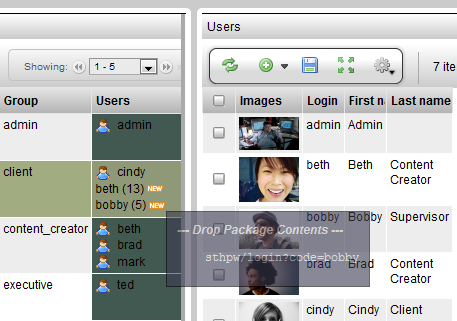 Showing: 1 - 5
Group Users
admin admin
client cindy
beth (13) NEW
bobby (5) NEW
content_creator beth
brad
mark
executive ted
Users
7 ite
Images Login First n Last name
admin Admin
beth Beth Content
Creator
bobby Bobby Supervisor
--- Drop Package Contents ---
sthpw/login?code=bobby
brad Brad Content
Creator
cindy Cindy Client